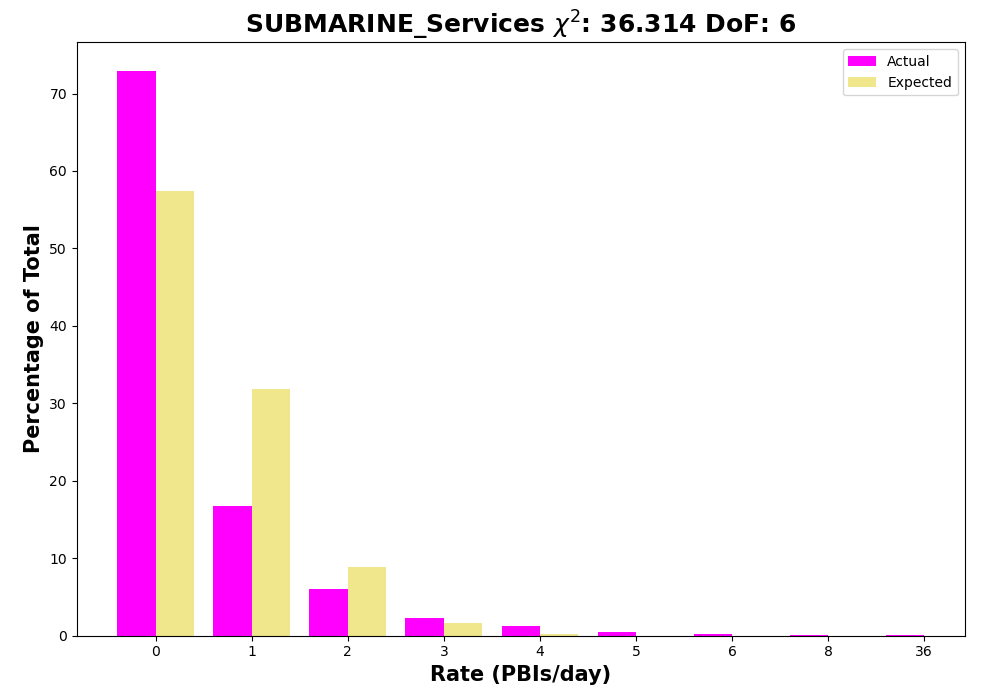 SUBMARINE_Services χ²: 36.314 DoF: 6
Actual
Expected
Percentage of Total
70
60
50
40
30
20
10
0
0 1 2 3 4 5 6 8 36
Rate (PBIs/day)